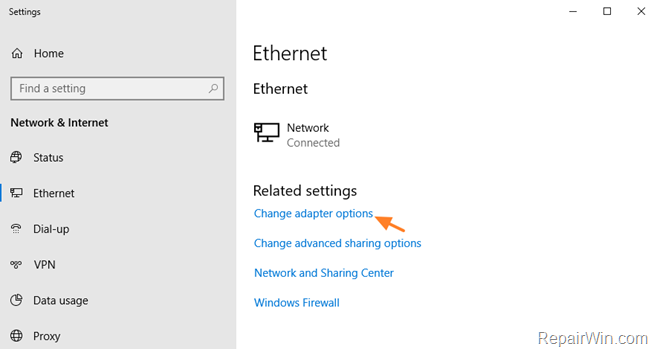 Settings
Home
Find a setting
Network & Internet
Status
Ethernet
Dial-up
VPN
Data usage
Proxy
Ethernet
Ethernet
Network
Connected
Related settings
Change adapter options
Change advanced sharing options
Network and Sharing Center
Windows Firewall
RepairWin.com